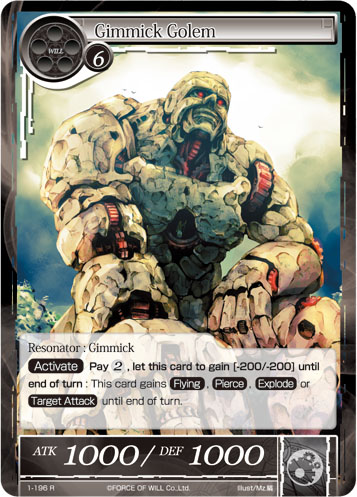 Gimmick Golem
WILL
6
Resonator : Gimmick
Activate Pay 2 , let this card to gain [-200/-200] until
end of turn : This card gains Flying , Pierce , Explode or
Target Attack until end of turn.
ATK 1000 / DEF 1000
1-196 R ©FORCE OF WILL Co.,Ltd. Illust/Mz.